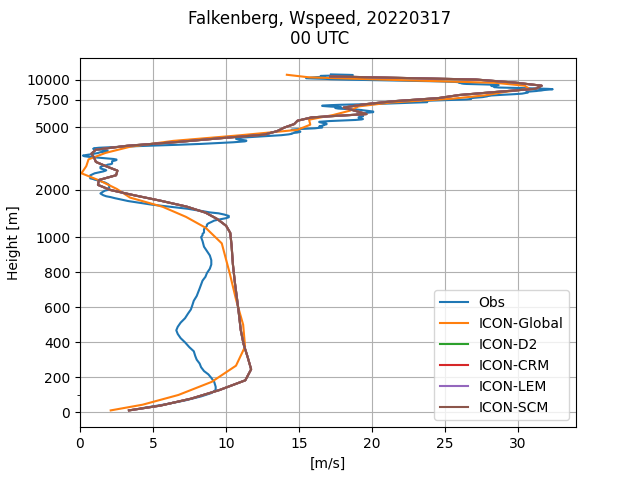 Falkenberg, Wspeed, 20220317
00 UTC
10000
7500
5000
2000
1000
800
600
400
200
0
Height [m]
0 5 10 15 20 25 30
[m/s]
Obs
ICON-Global
ICON-D2
ICON-CRM
ICON-LEM
ICON-SCM